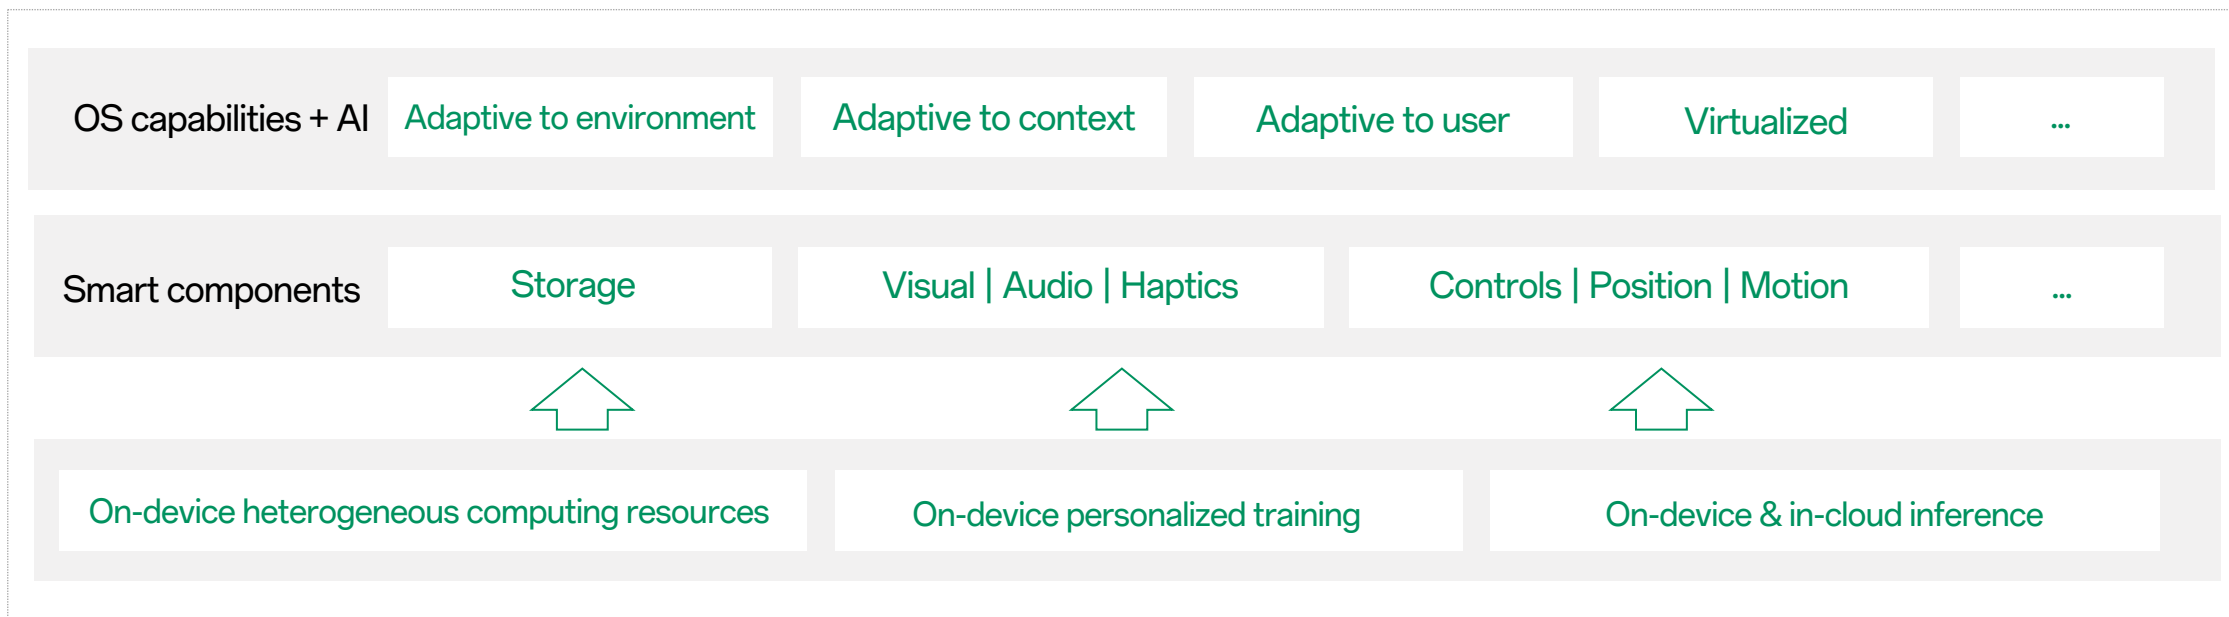 OS capabilities + AI
Adaptive to environment
Adaptive to context
Adaptive to user
Virtualized
...
Smart components
Storage
Visual | Audio | Haptics
Controls | Position | Motion
...
On-device heterogeneous computing resources
On-device personalized training
On-device & in-cloud inference